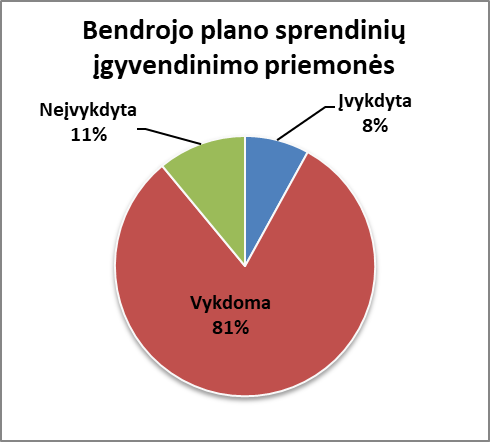 Bendrojo plano sprendinių
įgyvendinimo priemonės
Neįvykdyta
11%
Įvykdyta
8%
Vykdoma
81%